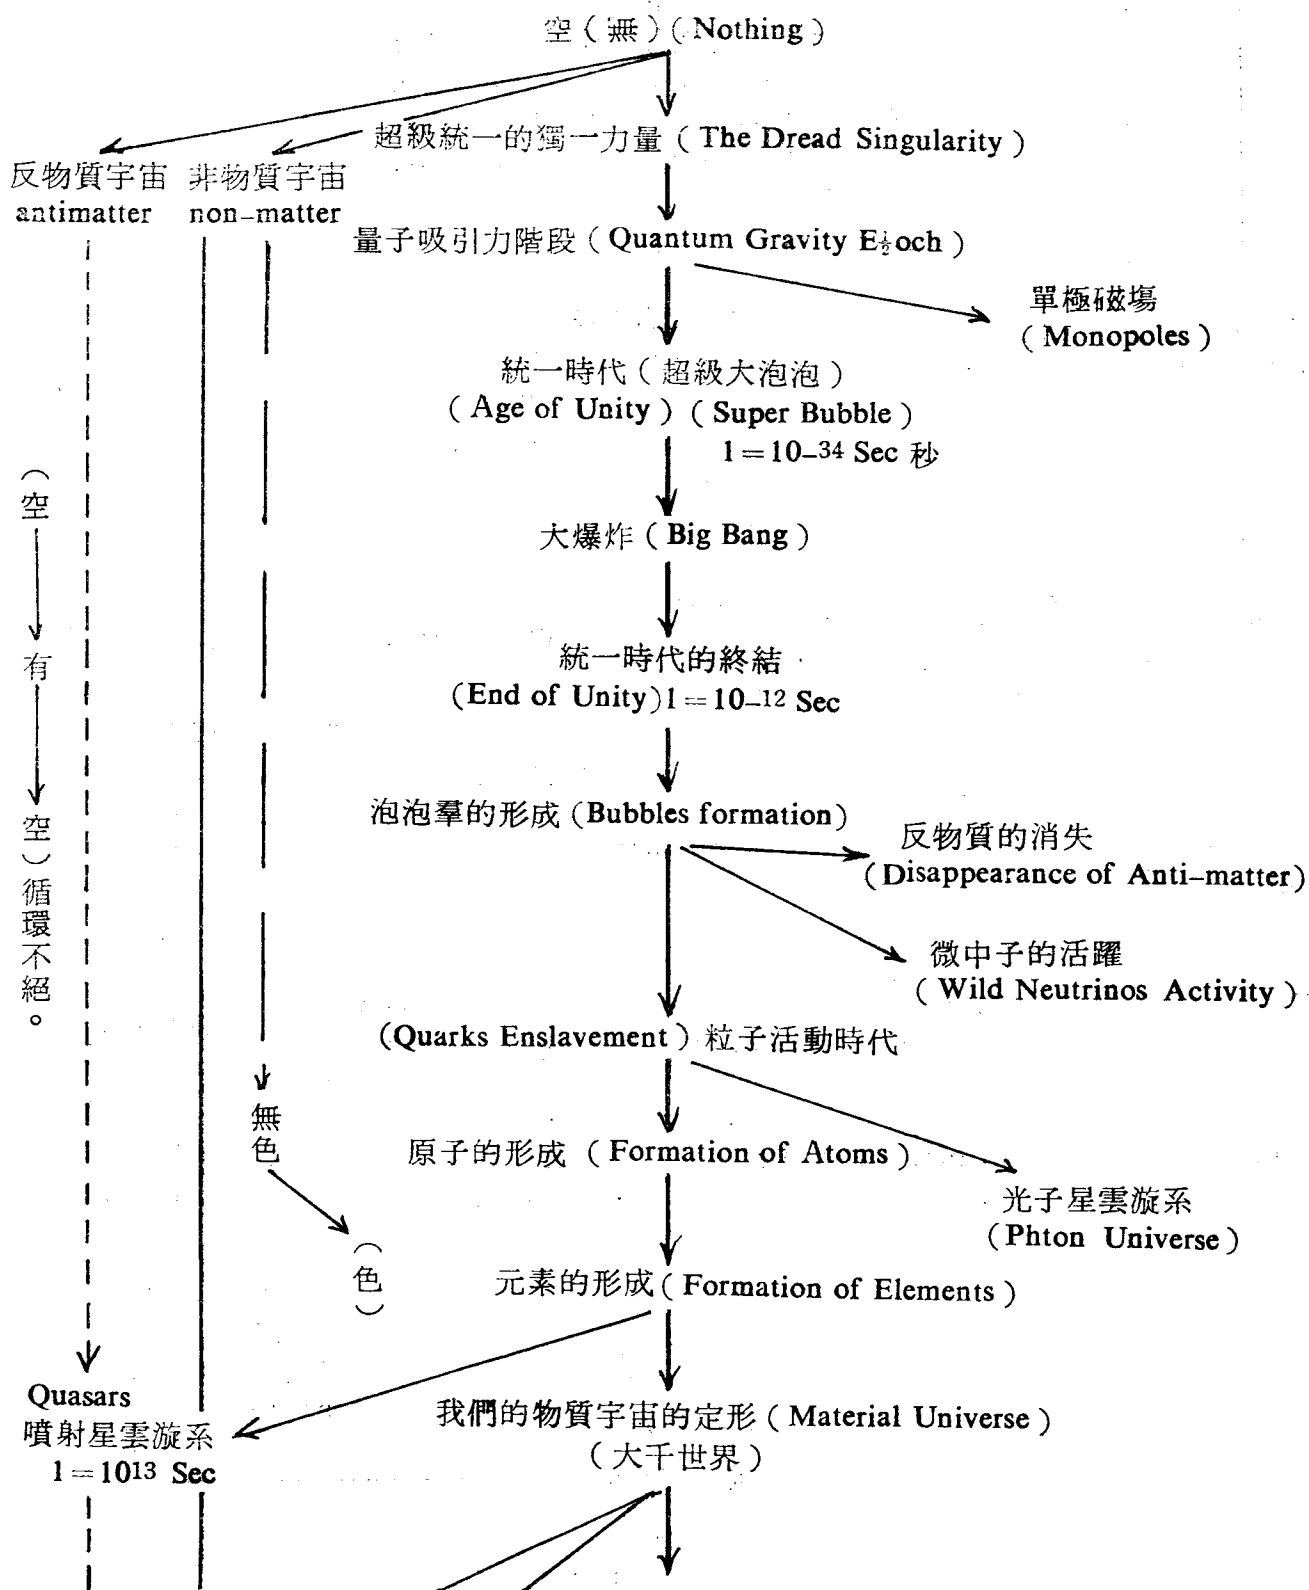 空（無）( Nothing )
超級統一的獨一力量 ( The Dread Singularity )
反物質宇宙
antimatter
非物質宇宙
non–matter
量子吸引力階段 ( Quantum Gravity E½och )
單極磁場
( Monopoles )
統一時代（超級大泡泡）
( Age of Unity ) ( Super Bubble )
1＝10–34 Sec 秒
大爆炸 ( Big Bang )
統一時代的終結
(End of Unity) 1＝10–12 Sec
泡泡羣的形成 (Bubbles formation)
反物質的消失
(Disappearance of Anti–matter)
微中子的活躍
( Wild Neutrinos Activity )
(Quarks Enslavement ) 粒子活動時代
原子的形成 ( Formation of Atoms )
光子星雲漩系
( Phton Universe )
元素的形成 ( Formation of Elements )
（空
有
空）循環不絕。
無色
（色）
Quasars
噴射星雲漩系
1＝1013 Sec
我們的物質宇宙的定形 ( Material Universe )
（大千世界）